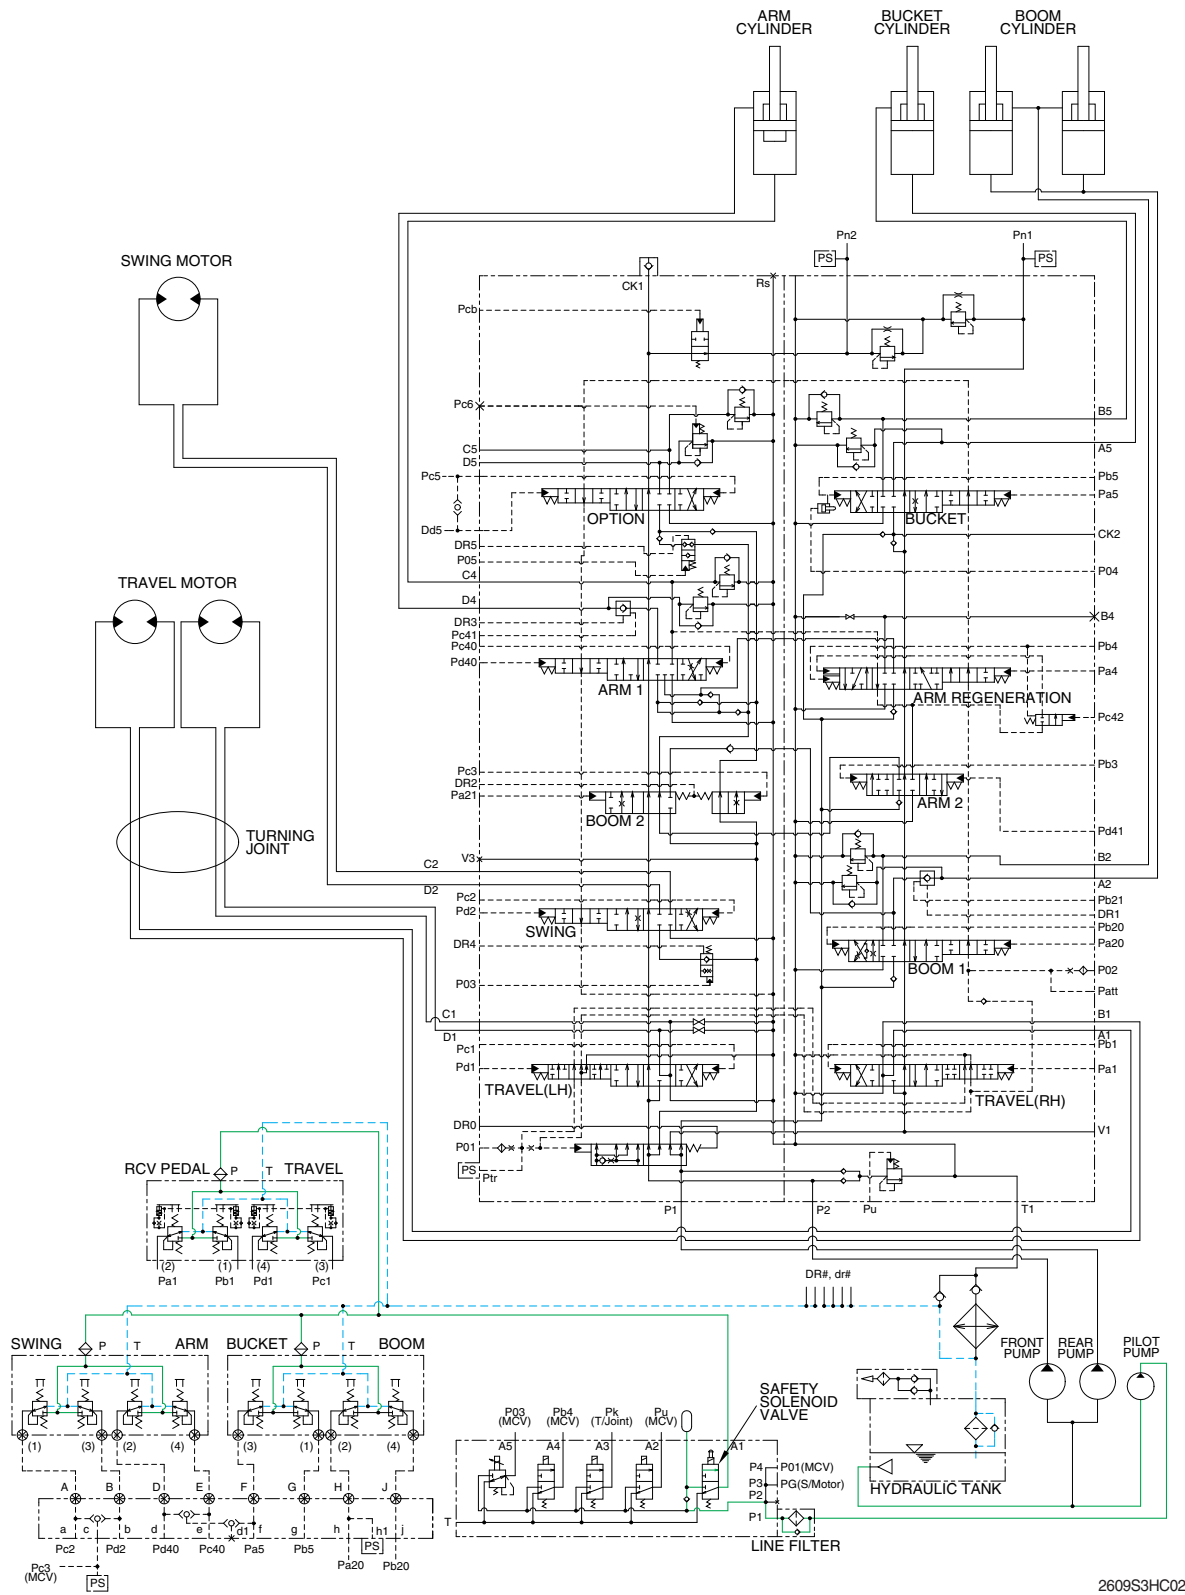 ARM
CYLINDER
BUCKET
CYLINDER
BOOM
CYLINDER
SWING MOTOR
TRAVEL MOTOR
TURNING
JOINT
Pn2
Pn1
PS
PS
CK1
Rs
Pcb
Pc6
C5
D5
Pc5
Dd5
DR5
P05
C4
D4
DR3
Pc41
Pc40
Pd40
Pc3
DR2
Pa21
V3
C2
D2
Pc2
Pd2
DR4
P03
C1
D1
Pc1
Pd1
DR0
P01
PS
Ptr
OPTION
ARM 1
BOOM 2
SWING
TRAVEL(LH)
BUCKET
ARM REGENERATION
ARM 2
BOOM 1
TRAVEL(RH)
B5
A5
Pb5
Pa5
CK2
P04
B4
Pb4
Pa4
Pc42
Pb3
Pd41
B2
A2
Pb21
DR1
Pb20
Pa20
P02
Patt
B1
A1
Pb1
Pa1
V1
P1
P2
Pu
T1
RCV PEDAL
P
T
TRAVEL
(2)
(1)
(4)
(3)
Pa1
Pb1
Pd1
Pc1
DR#, dr#
SWING
P
T
ARM
BUCKET
P
T
BOOM
(1)
(3)
(2)
(4)
(3)
(1)
(2)
(4)
A
B
D
E
F
G
H
J
a
c
b
d
e
d1
f
g
h
h1
j
Pc2
Pd2
Pd40
Pc40
Pa5
Pb5
PS
Pa20
Pb20
Pc3
(MCV)
PS
FRONT
PUMP
REAR
PUMP
PILOT
PUMP
HYDRAULIC TANK
SAFETY
SOLENOID
VALVE
P03
(MCV)
Pb4
(MCV)
Pk
(T/Joint)
Pu
(MCV)
A5
A4
A3
A2
A1
T
P4
P01(MCV)
P3
PG(S/Motor)
P2
P1
LINE FILTER
2609S3HC02